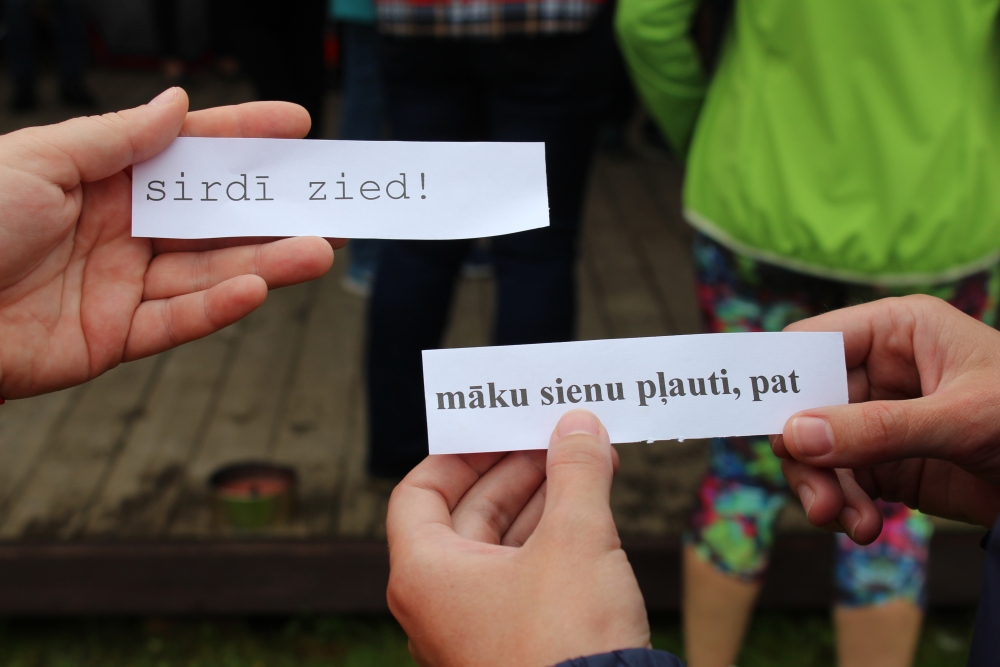 sirdī zied!
māku sienu pļauti, pat